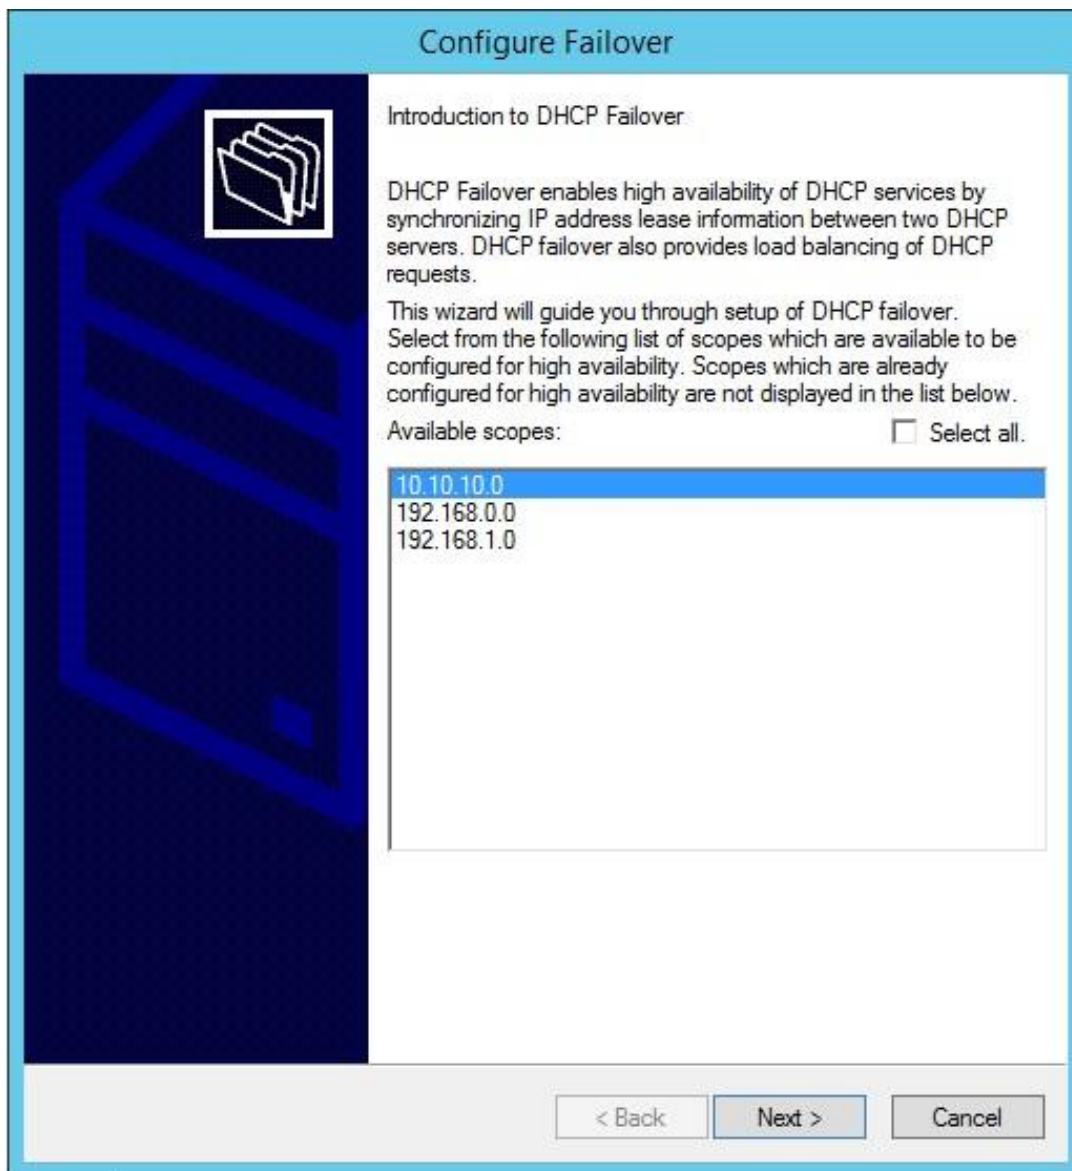 Configure Failover
Introduction to DHCP Failover
DHCP Failover enables high availability of DHCP services by
synchronizing IP address lease information between two DHCP
servers. DHCP failover also provides load balancing of DHCP
requests.
This wizard will guide you through setup of DHCP failover.
Select from the following list of scopes which are available to be
configured for high availability. Scopes which are already
configured for high availability are not displayed in the list below.
Available scopes: Select all.
10.10.10.0
192.168.0.0
192.168.1.0
< Back Next > Cancel